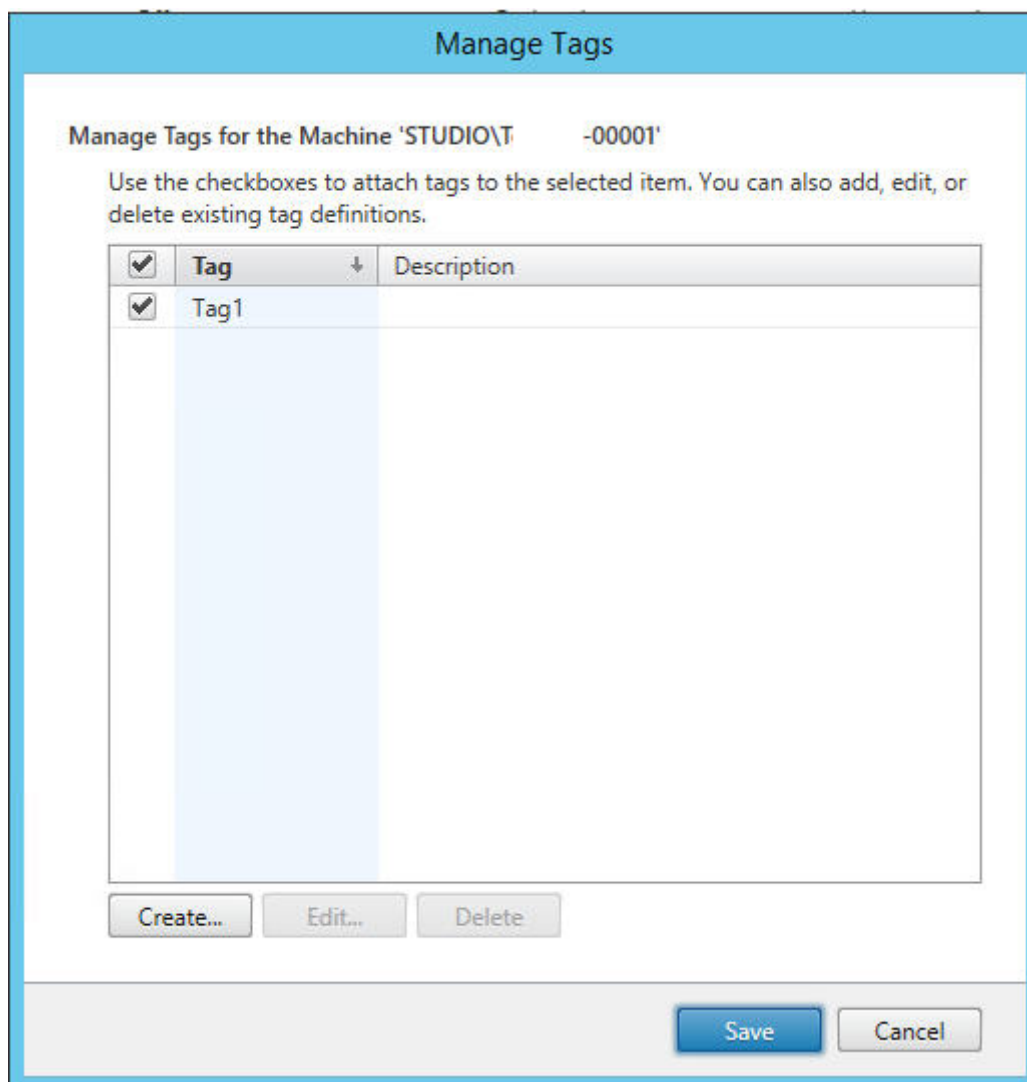 Manage Tags
Manage Tags for the Machine 'STUDIO\T -00001'
Use the checkboxes to attach tags to the selected item. You can also add, edit, or
delete existing tag definitions.
Tag Description
Tag1
Create... Edit... Delete
Save Cancel